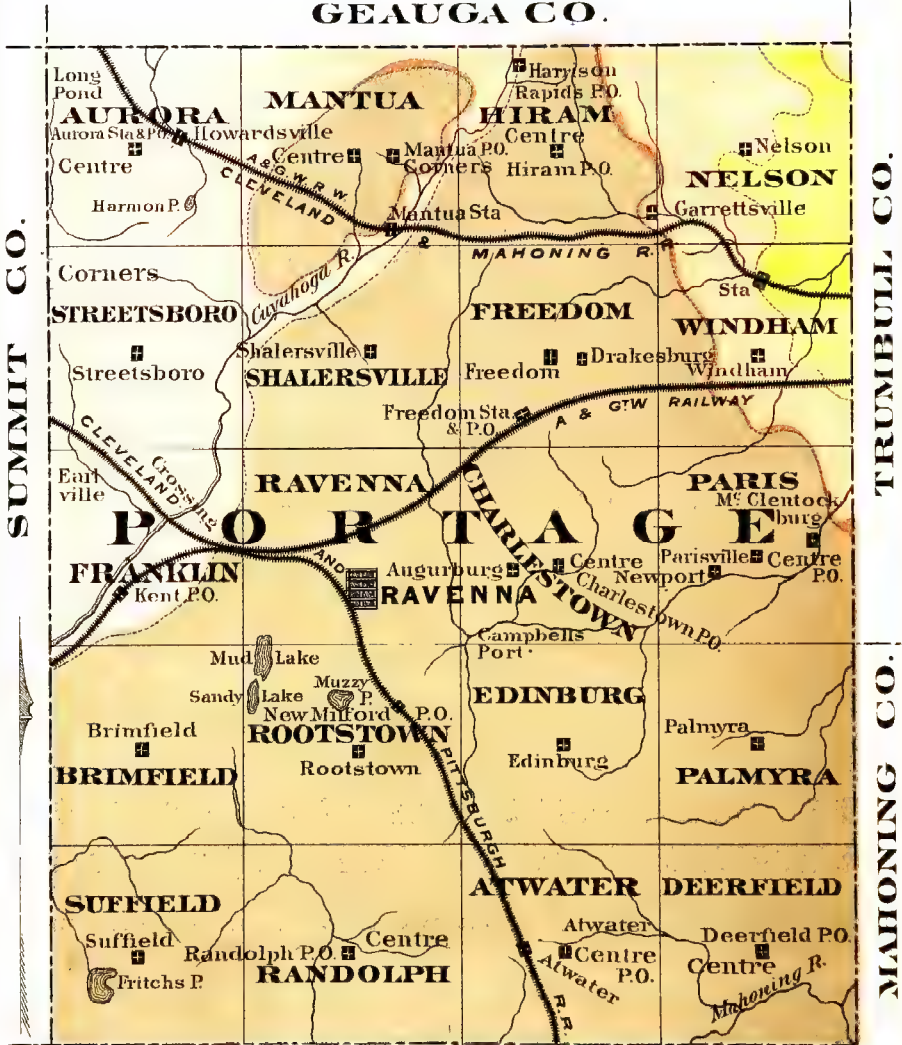 GEAUGA CO.
SUMMIT CO.
TRUMBULL CO.
MAHONING CO.
PORTAGE
Long
Pond
AURORA
Aurora Sta & P.O.
Howardsville
Centre
Harmon P.
MANTUA
Centre
Mantua P.O.
Corners
Mantua Sta
A & G. W. R. W.
CLEVELAND & MAHONING R. R.
Harrison
Rapids P.O.
HIRAM
Centre
Hiram P.O.
Nelson
NELSON
Garrettsville
Corners
STREETSBORO
Streetsboro
Cuyahoga R.
Shalersville
SHALERSVILLE
FREEDOM
Freedom
Drakesburg
Freedom Sta.
& P.O.
Sta
WINDHAM
Windham
A & GT. W RAILWAY
CLEVELAND AND PITTSBURGH R.R.
Crossing
Earl
ville
RAVENNA
FRANKLIN
Kent P.O.
RAVENNA
CHARLESTOWN
Augurburg
Centre
Charlestown P.O.
Campbells
Port
PARIS
Mc Clentock
burg
Parisville
Centre
P.O.
Newport
Mud Lake
Sandy Lake
Muzzy
P.
New Milford P.O.
ROOTSTOWN
Rootstown
Brimfield
BRIMFIELD
EDINBURG
Edinburg
Palmyra
PALMYRA
SUFFIELD
Suffield
Fritchs P.
Centre
Randolph P.O.
RANDOLPH
ATWATER
Atwater
Centre
P.O.
Atwater
DEERFIELD
Deerfield P.O.
Centre
Mahoning R.